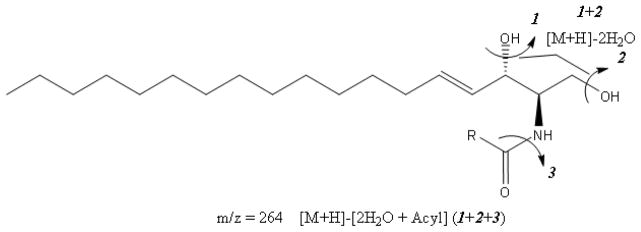 1 1+2
OH [M+H]-2H₂O
2
OH
R NH
3
O
m/z = 264 [M+H]-[2H₂O + Acyl] (1+2+3)